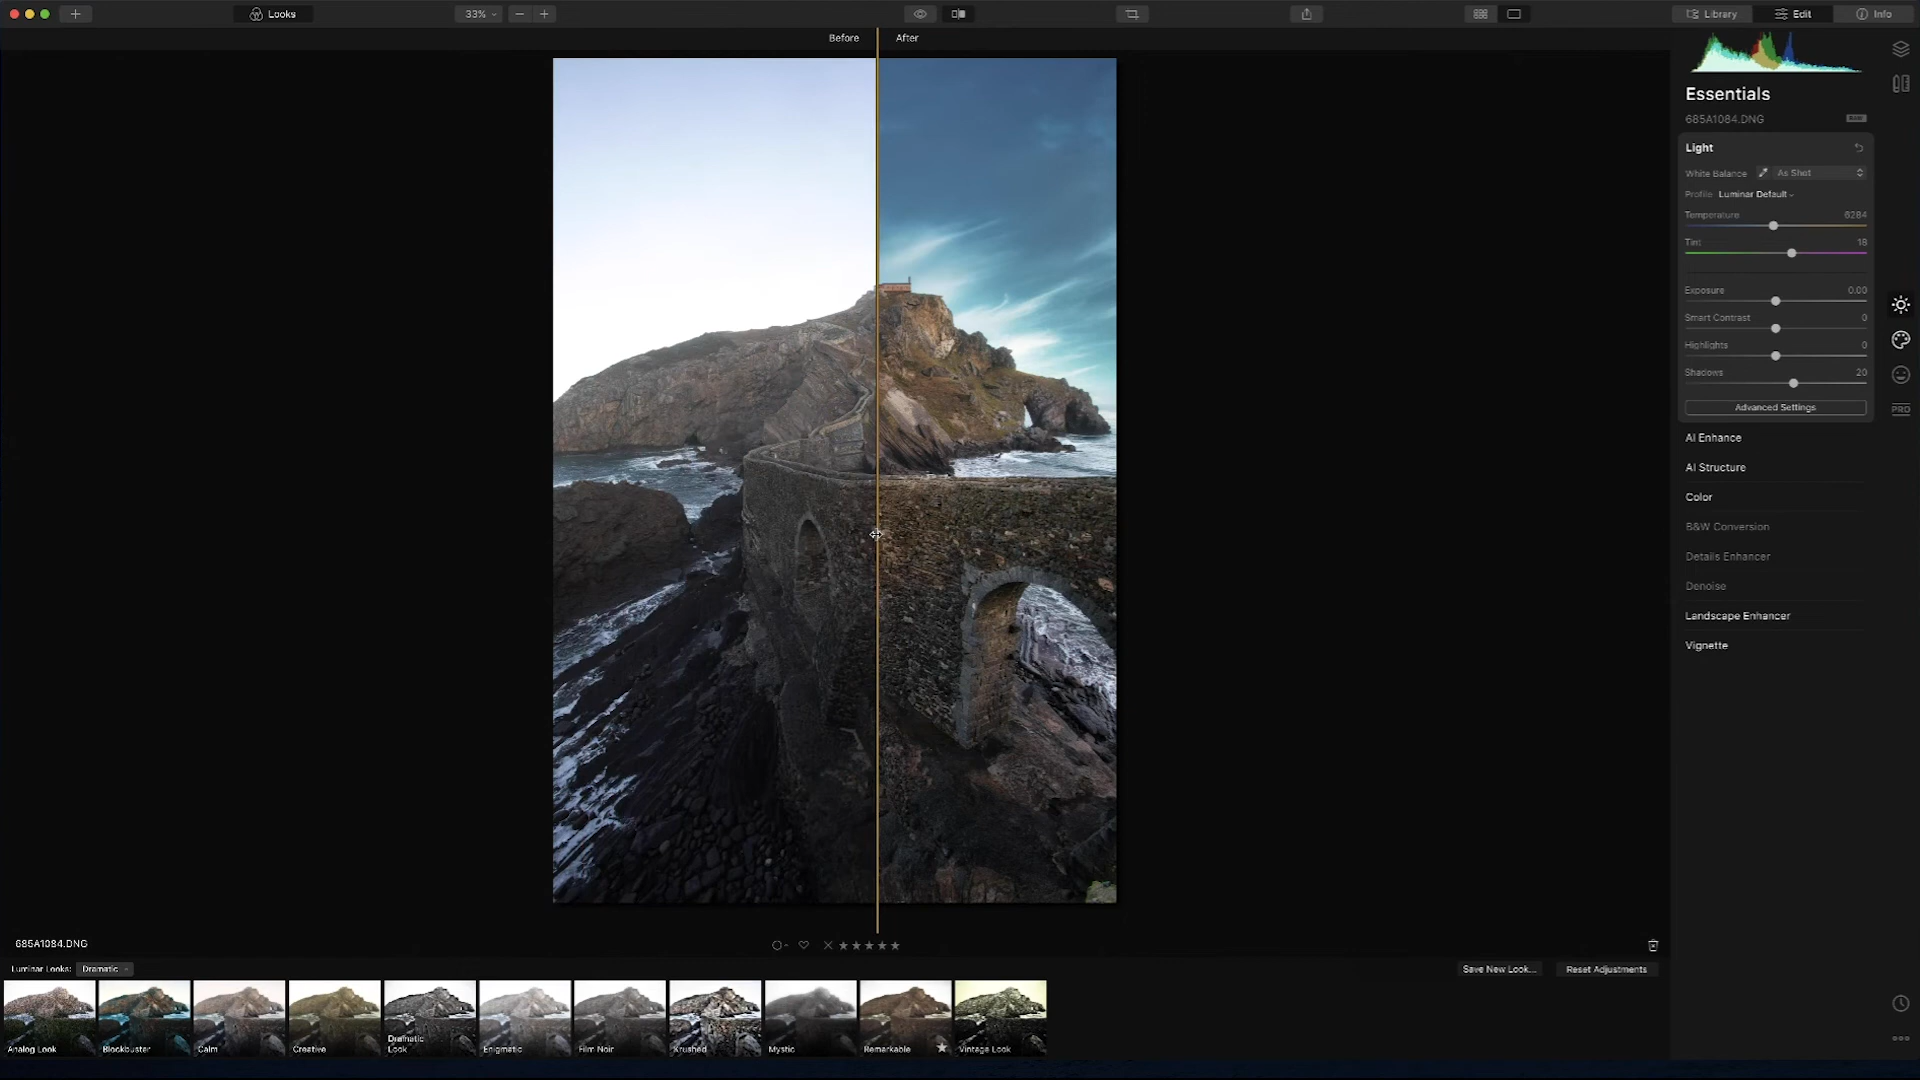 Looks
33%
Library
Edit
Info
Before
After
Essentials
685A1084.DNG
RAW
Light
White Balance
As Shot
Profile
Luminar Default
Temperature
6284
Tint
18
Exposure
0.00
Smart Contrast
0
Highlights
0
Shadows
20
Advanced Settings
AI Enhance
AI Structure
Color
B&W Conversion
Details Enhancer
Denoise
Landscape Enhancer
Vignette
PRO
685A1084.DNG
Luminar Looks:
Dramatic
Save New Look...
Reset Adjustments
Analog Look
Blockbuster
Calm
Creative
Dramatic
Look
Enigmatic
Film Noir
Krushed
Mystic
Remarkable
Vintage Look